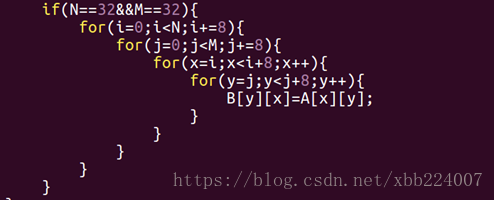 if(N==32&&M==32){
for(i=0;i<N;i+=8){
for(j=0;j<M;j+=8){
for(x=i;x<i+8;x++){
for(y=j;y<j+8;y++){
B[y][x]=A[x][y];
}
}
}
}
}
https://blog.csdn.net/xbb224007